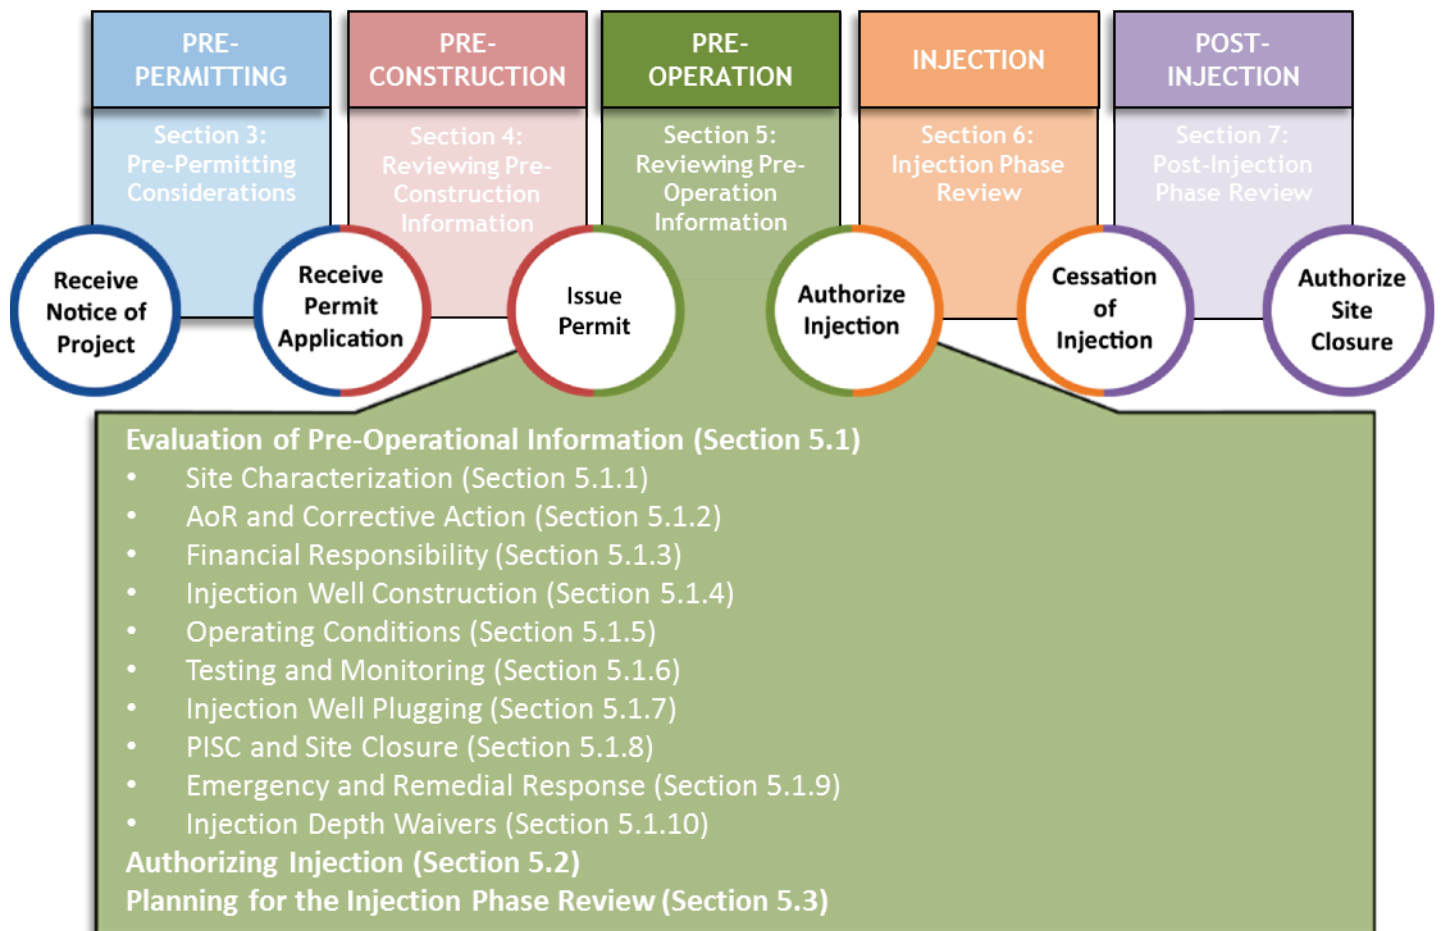 PRE-
PERMITTING
PRE-
CONSTRUCTION
PRE-
OPERATION
INJECTION
POST-
INJECTION
Section 3:
Pre-Permitting
Considerations
Section 4:
Reviewing Pre-
Construction
Information
Section 5:
Reviewing Pre-
Operation
Information
Section 6:
Injection Phase
Review
Section 7:
Post-Injection
Phase Review
Receive
Notice of
Project
Receive
Permit
Application
Issue
Permit
Authorize
Injection
Cessation
of
Injection
Authorize
Site
Closure
Evaluation of Pre-Operational Information (Section 5.1)
• Site Characterization (Section 5.1.1)
• AoR and Corrective Action (Section 5.1.2)
• Financial Responsibility (Section 5.1.3)
• Injection Well Construction (Section 5.1.4)
• Operating Conditions (Section 5.1.5)
• Testing and Monitoring (Section 5.1.6)
• Injection Well Plugging (Section 5.1.7)
• PISC and Site Closure (Section 5.1.8)
• Emergency and Remedial Response (Section 5.1.9)
• Injection Depth Waivers (Section 5.1.10)
Authorizing Injection (Section 5.2)
Planning for the Injection Phase Review (Section 5.3)